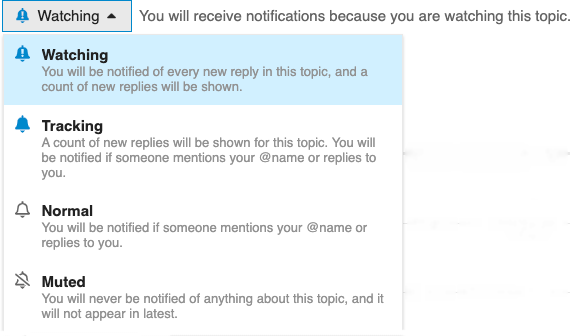 Watching You will receive notifications because you are watching this topic.
Watching
You will be notified of every new reply in this topic, and a
count of new replies will be shown.
Tracking
A count of new replies will be shown for this topic. You will
be notified if someone mentions your @name or replies to
you.
Normal
You will be notified if someone mentions your @name or
replies to you.
Muted
You will never be notified of anything about this topic, and it
will not appear in latest.